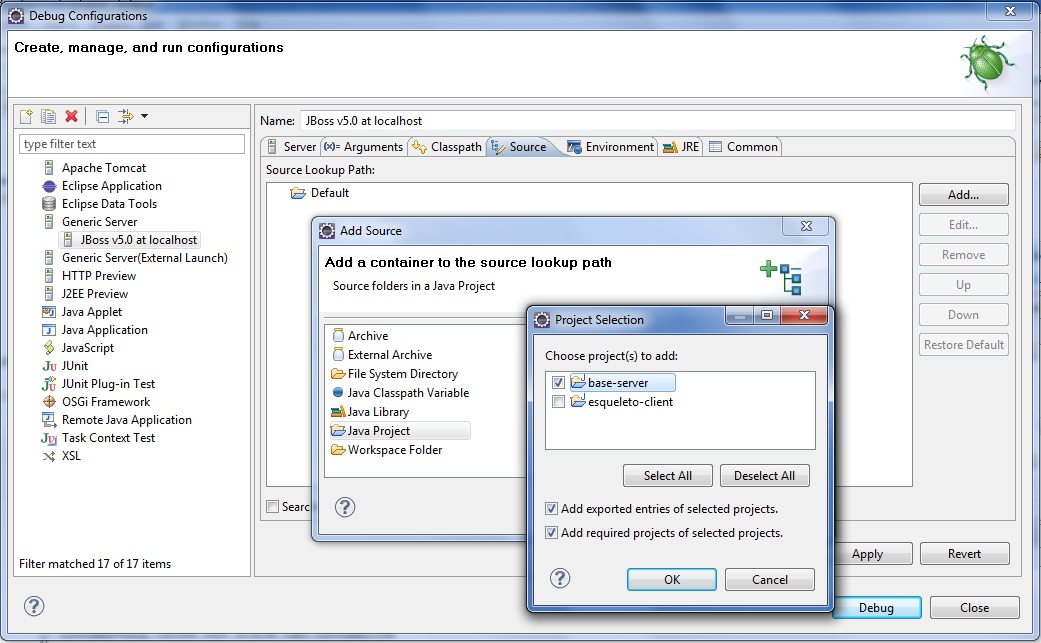 Debug Configurations
Create, manage, and run configurations
type filter text
Apache Tomcat
Eclipse Application
Eclipse Data Tools
Generic Server
JBoss v5.0 at localhost
Generic Server(External Launch)
HTTP Preview
J2EE Preview
Java Applet
Java Application
JavaScript
JUnit
JUnit Plug-in Test
OSGi Framework
Remote Java Application
Task Context Test
XSL
Filter matched 17 of 17 items
Name: JBoss v5.0 at localhost
Server (x)= Arguments Classpath Source Environment JRE Common
Source Lookup Path:
Default
Add...
Edit...
Remove
Up
Down
Restore Default
Add Source
Add a container to the source lookup path
Source folders in a Java Project
Archive
External Archive
File System Directory
Java Classpath Variable
Java Library
Java Project
Workspace Folder
Project Selection
Choose project(s) to add:
base-server
esqueleto-client
Select All Deselect All
Add exported entries of selected projects.
Add required projects of selected projects.
OK Cancel
Apply Revert
Debug Close